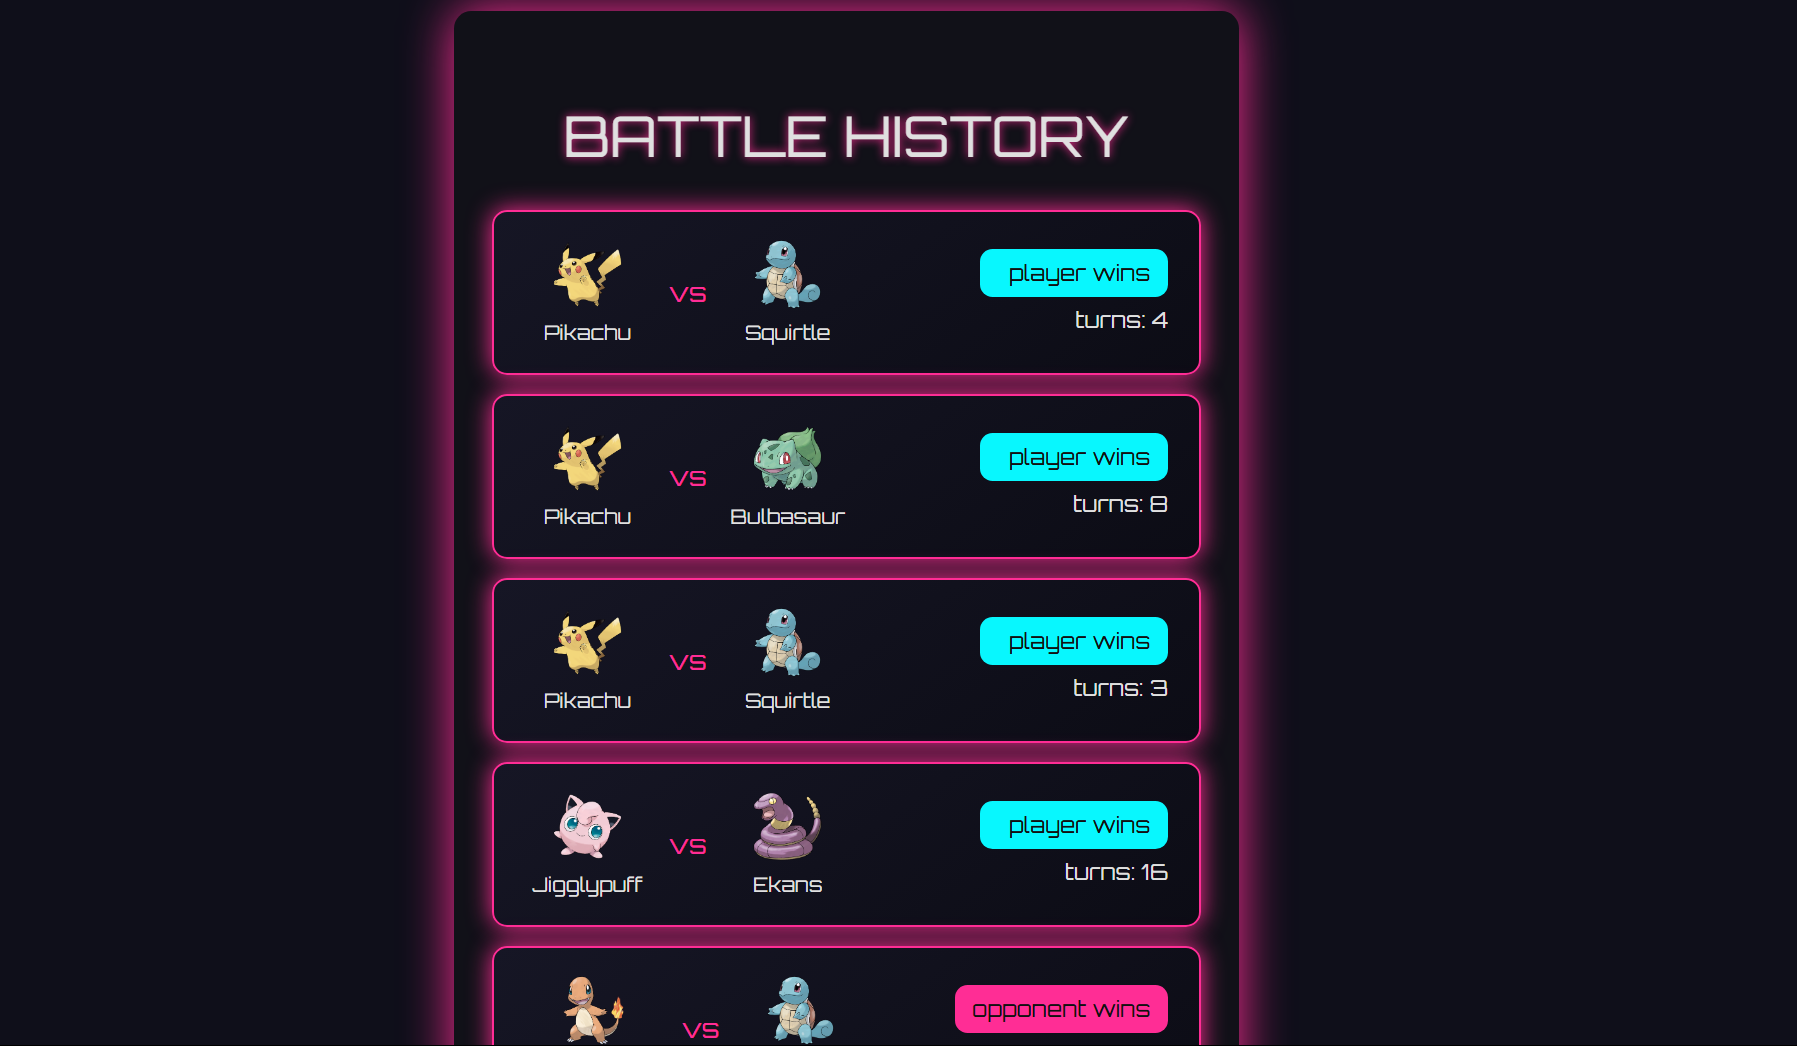 BATTLE HISTORY
Pikachu
vs
Squirtle
player wins
turns: 4
Pikachu
vs
Bulbasaur
player wins
turns: 8
Pikachu
vs
Squirtle
player wins
turns: 3
Jigglypuff
vs
Ekans
player wins
turns: 16
vs
opponent wins